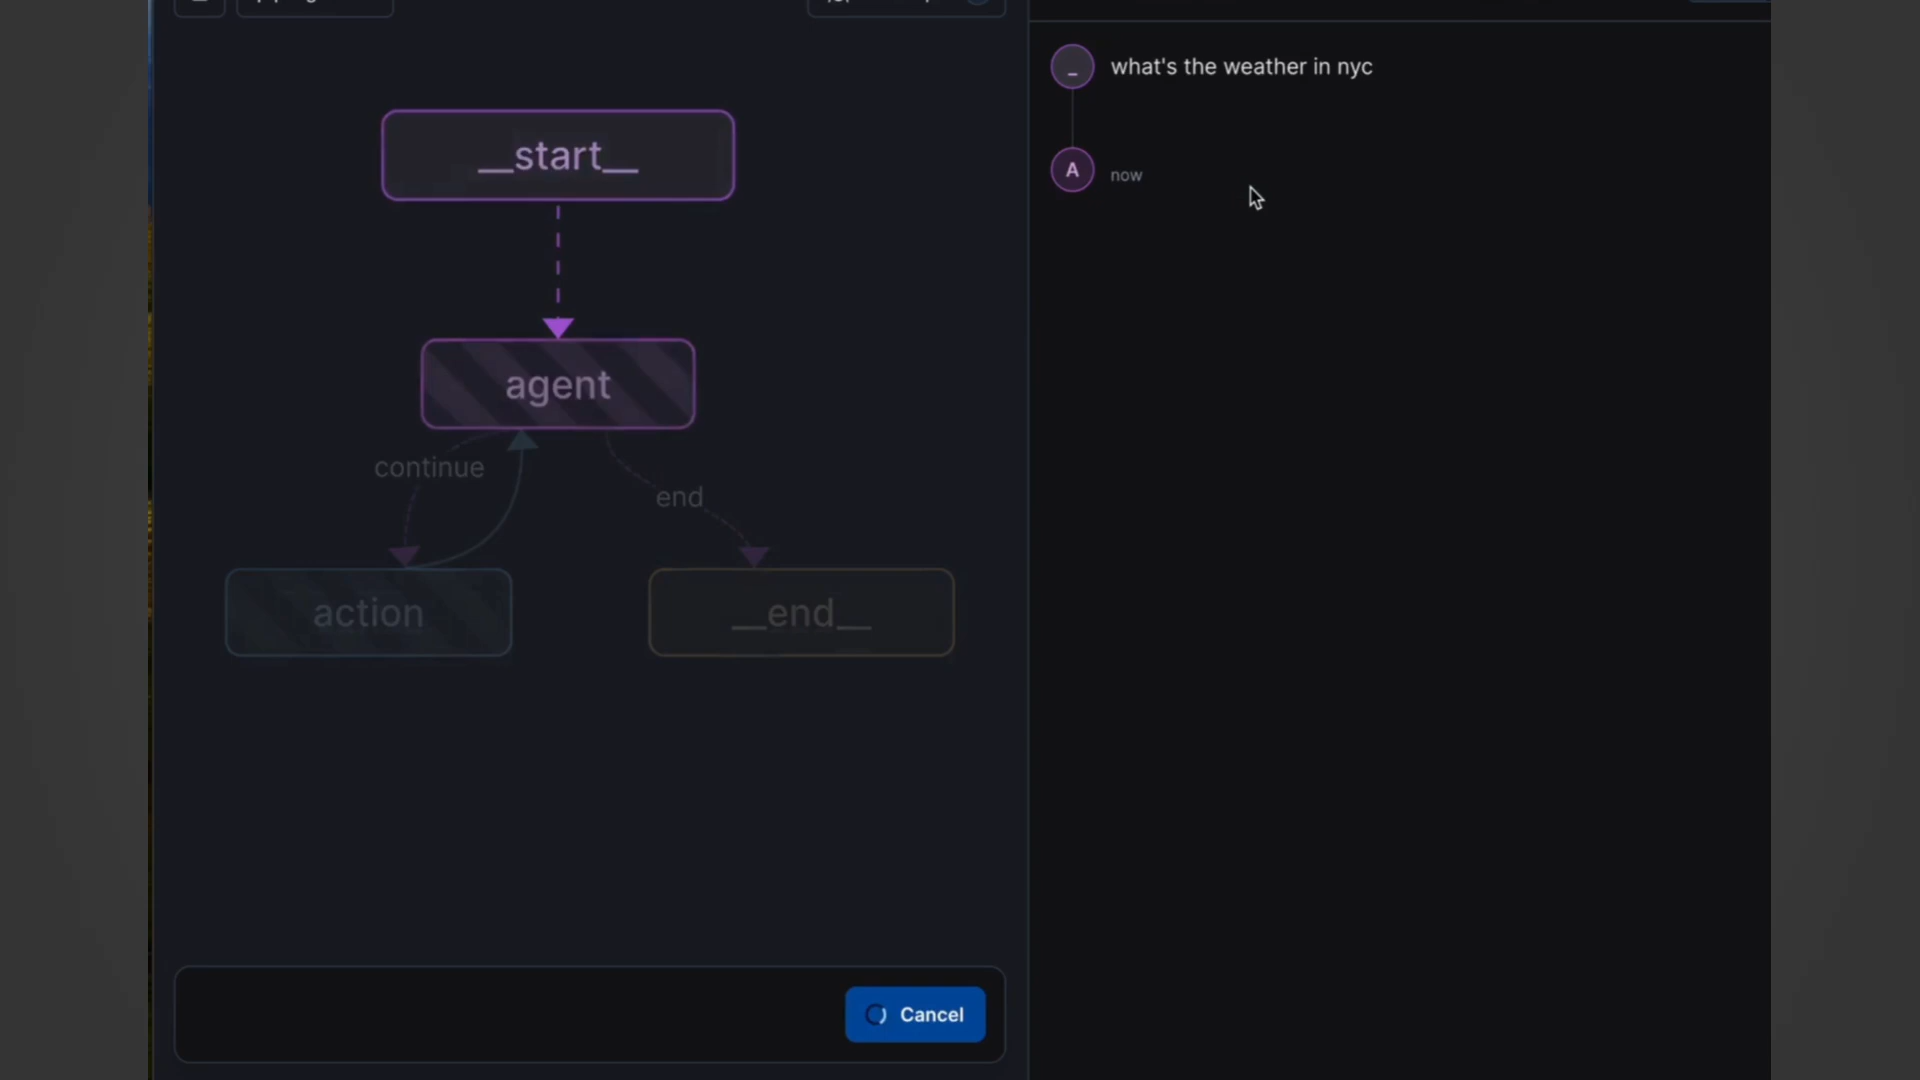 what's the weather in nyc
A
now
__start__
agent
continue
end
action
__end__
Cancel